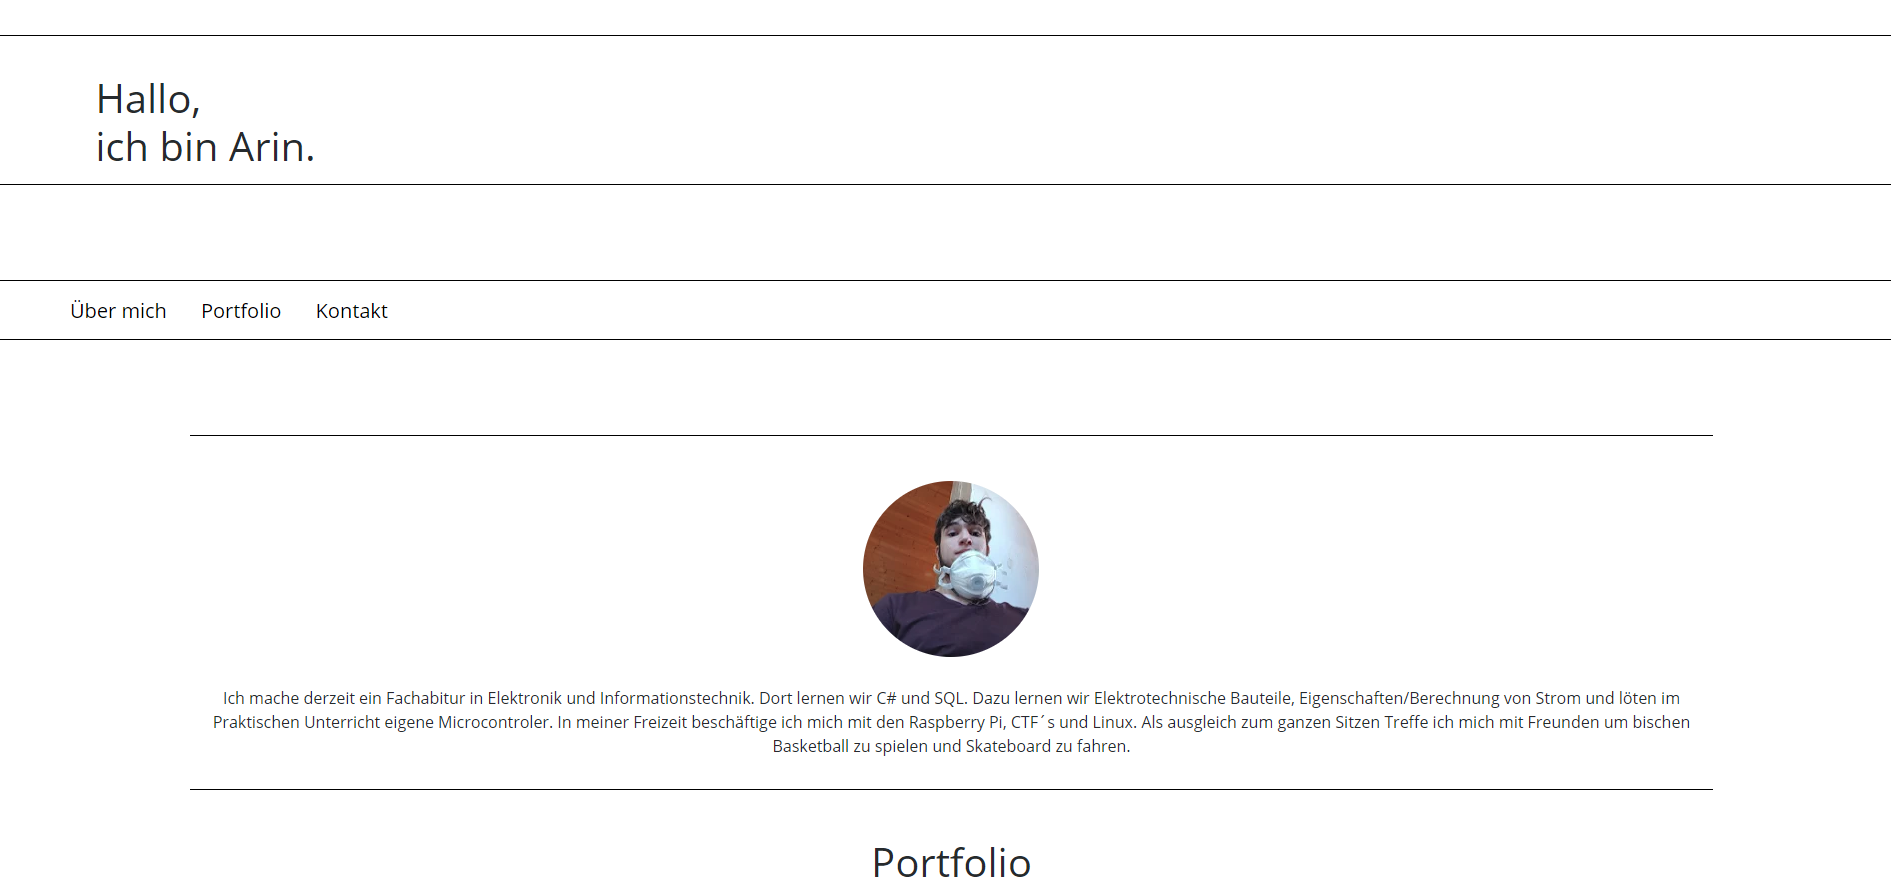 Hallo,
ich bin Arin.
Über mich Portfolio Kontakt
Ich mache derzeit ein Fachabitur in Elektronik und Informationstechnik. Dort lernen wir C# und SQL. Dazu lernen wir Elektrotechnische Bauteile, Eigenschaften/Berechnung von Strom und löten im
Praktischen Unterricht eigene Microcontroler. In meiner Freizeit beschäftige ich mich mit den Raspberry Pi, CTF´s und Linux. Als ausgleich zum ganzen Sitzen Treffe ich mich mit Freunden um bischen
Basketball zu spielen und Skateboard zu fahren.
Portfolio